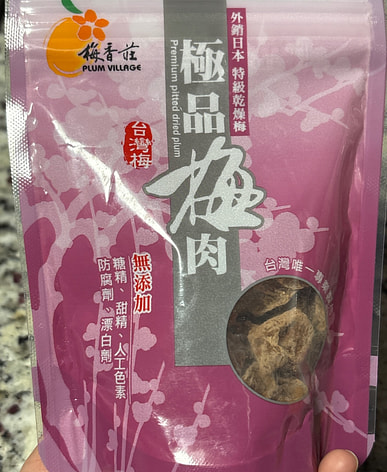 梅香莊
PLUM VILLAGE
外銷日本 特級乾燥梅
極品梅肉
Premium pitted dried plum
台灣梅
無添加
糖精、甜精、人工色素
防腐劑、漂白劑
台灣唯一